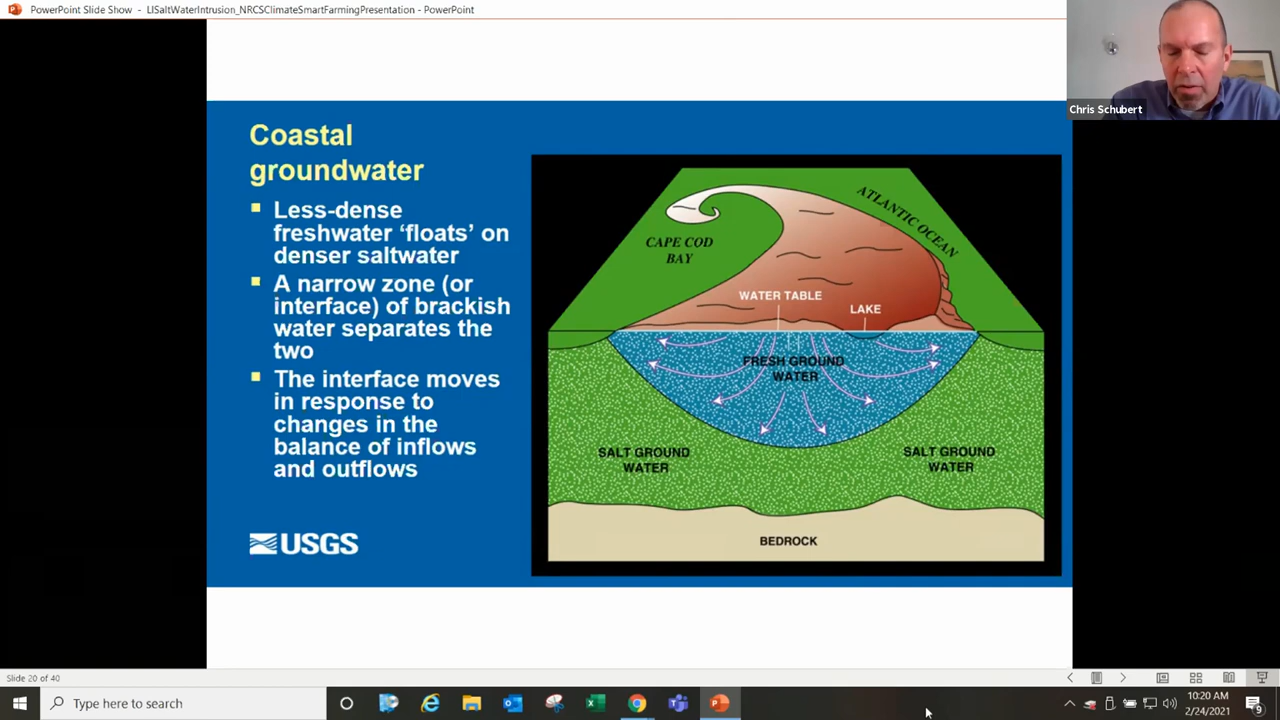 PowerPoint Slide Show - LISaltWaterIntrusion_NRCSClimateSmartFarmingPresentation - PowerPoint
Chris Schubert
Coastal
groundwater
Less-dense
freshwater ‘floats’ on
denser saltwater
A narrow zone (or
interface) of brackish
water separates the
two
The interface moves
in response to
changes in the
balance of inflows
and outflows
USGS
ATLANTIC OCEAN
CAPE COD
BAY
WATER TABLE
LAKE
FRESH GROUND
WATER
SALT GROUND
WATER
SALT GROUND
WATER
BEDROCK
Slide 20 of 40
Type here to search
10:20 AM
2/24/2021
9